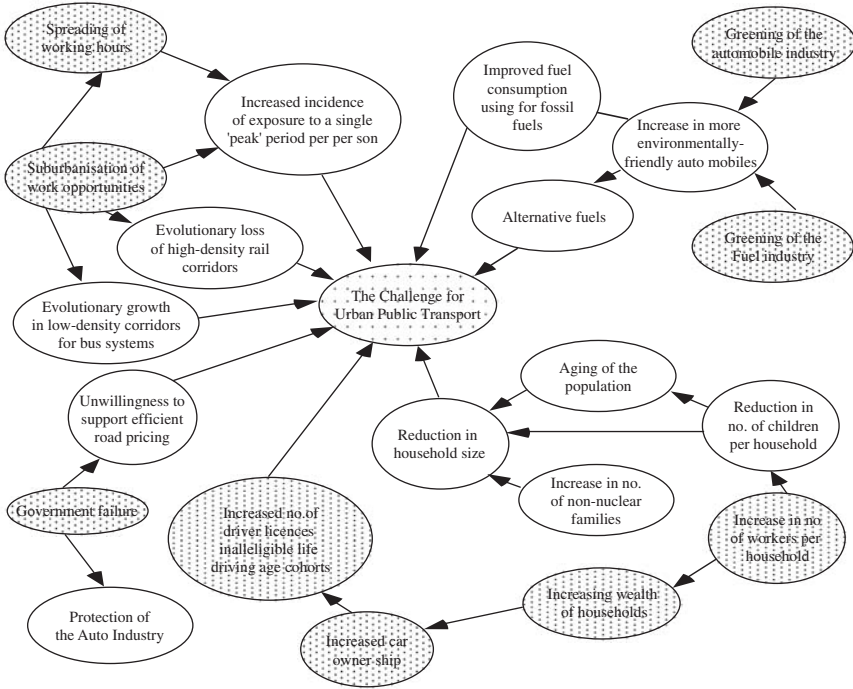 Spreading of
working hours
Increased incidence
of exposure to a single
'peak' period per per son
Suburbanisation of
work opportunities
Evolutionary loss
of high-density rail
corridors
Evolutionary growth
in low-density corridors
for bus systems
Unwillingness to
support efficient
road pricing
Government failure
Protection of
the Auto Industry
Improved fuel
consumption
using for fossil
fuels
Greening of the
automobile industry
Increase in more
environmentally-
friendly auto mobiles
Alternative fuels
Greening of the
Fuel industry
The Challenge for
Urban Public Transport
Aging of the
population
Reduction in
household size
Reduction in
no. of children
per household
Increase in no.
of non-nuclear
families
Increased no.of
driver licences
inalleligible life
driving age cohorts
Increase in no
of workers per
household
Increasing wealth
of households
Increased car
owner ship